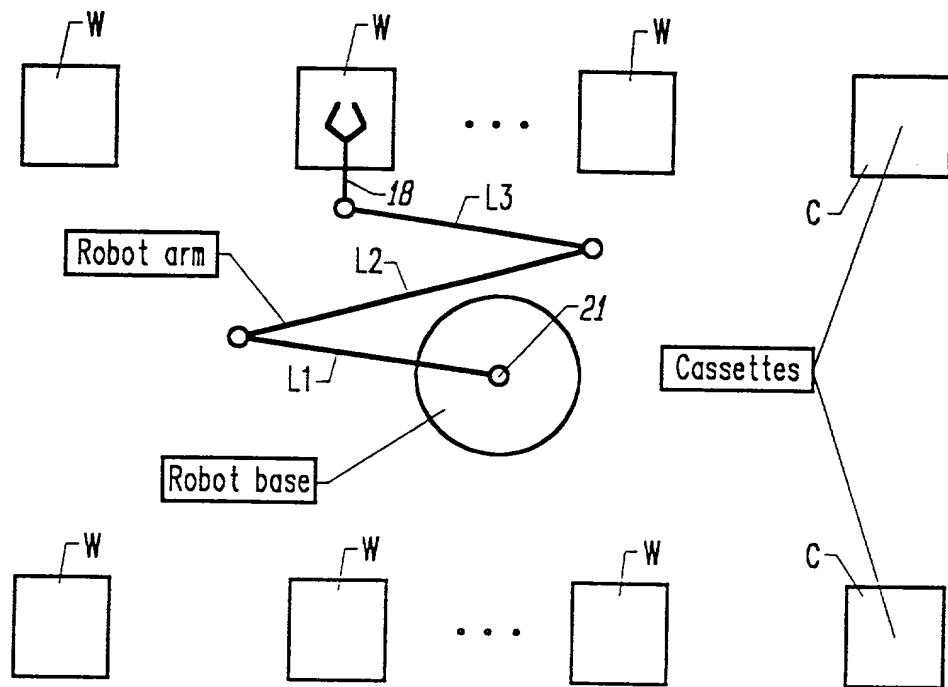 W
W
W
18
L3
C
Robot arm
L2
21
L1
Cassettes
Robot base
W
W
W
C